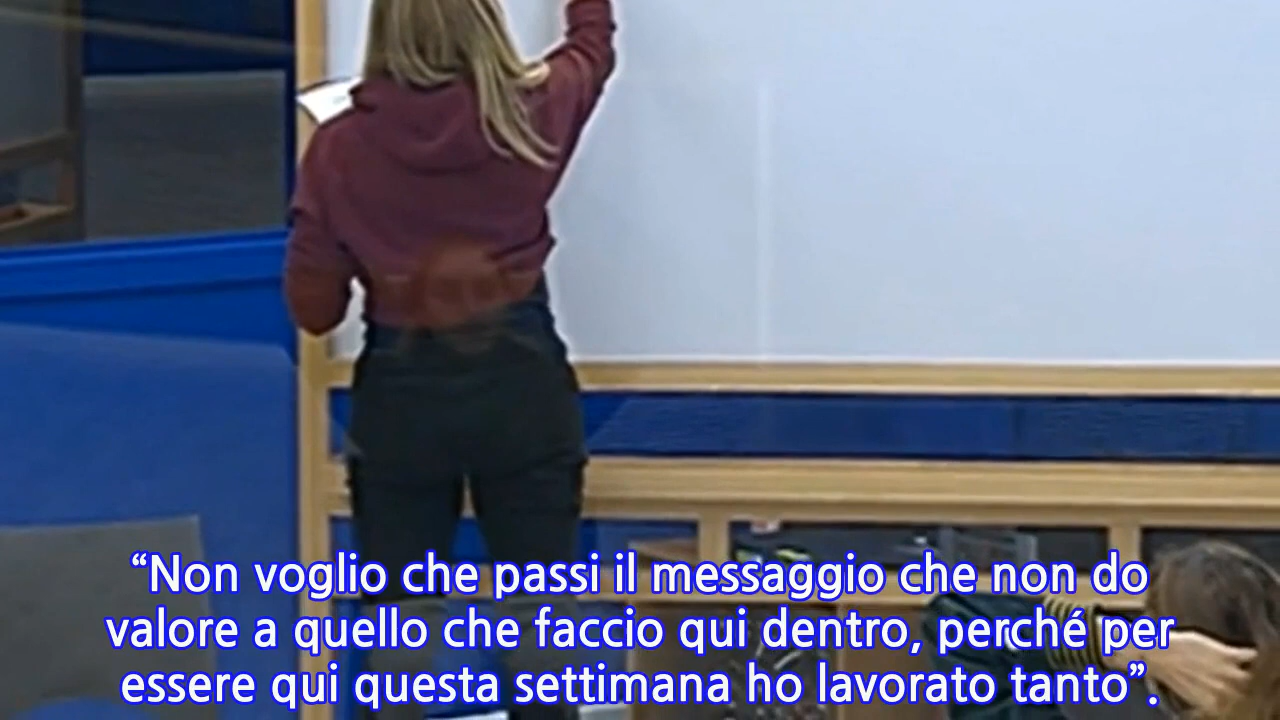 “Non voglio che passi il messaggio che non do
valore a quello che faccio qui dentro, perché per
essere qui questa settimana ho lavorato tanto”.